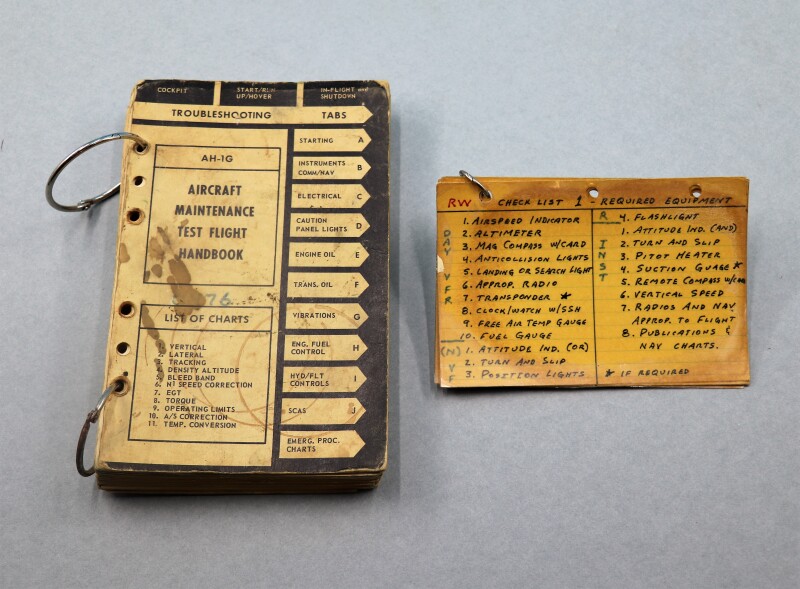 COCKPIT
START/RUN UP/HOVER
IN-FLIGHT and SHUTDOWN
TROUBLESHOOTING TABS
AH-1G
AIRCRAFT
MAINTENANCE
TEST FLIGHT
HANDBOOK
76
LIST OF CHARTS
1. VERTICAL
2. LATERAL
3. TRACKING
4. DENSITY ALTITUDE
5. BLEED BAND
6. N1 SPEED CORRECTION
7. EGT
8. TORQUE
9. OPERATING LIMITS
10. A/S CORRECTION
11. TEMP. CONVERSION
STARTING A
INSTRUMENTS
COMM/NAV B
ELECTRICAL C
CAUTION
PANEL LIGHTS D
ENGINE OIL E
TRANS. OIL F
VIBRATIONS G
ENG. FUEL
CONTROL H
HYD/FLT
CONTROLS I
SCAS J
EMERG. PROC.
CHARTS
RW CHECK LIST 1 - REQUIRED EQUIPMENT
DAY VFR
1. AIRSPEED INDICATOR
2. ALTIMETER
3. MAG COMPASS W/CARD
4. ANTICOLLISION LIGHTS
5. LANDING OR SEARCH LIGHT
6. APPROP. RADIO
7. TRANSPONDER *
8. CLOCK/WATCH W/SSH
9. FREE AIR TEMP GAUGE
10. FUEL GAUGE
(N) VF
1. ATTITUDE IND. (OR)
2. TURN AND SLIP
3. POSITION LIGHTS
R 4. FLASHLIGHT
INST
1. ATTITUDE IND. (AND)
2. TURN AND SLIP
3. PITOT HEATER
4. SUCTION GUAGE *
5. REMOTE COMPASS W/CARD
6. VERTICAL SPEED
7. RADIOS AND NAV
APPROP. TO FLIGHT
8. PUBLICATIONS &
NAV CHARTS.
* IF REQUIRED